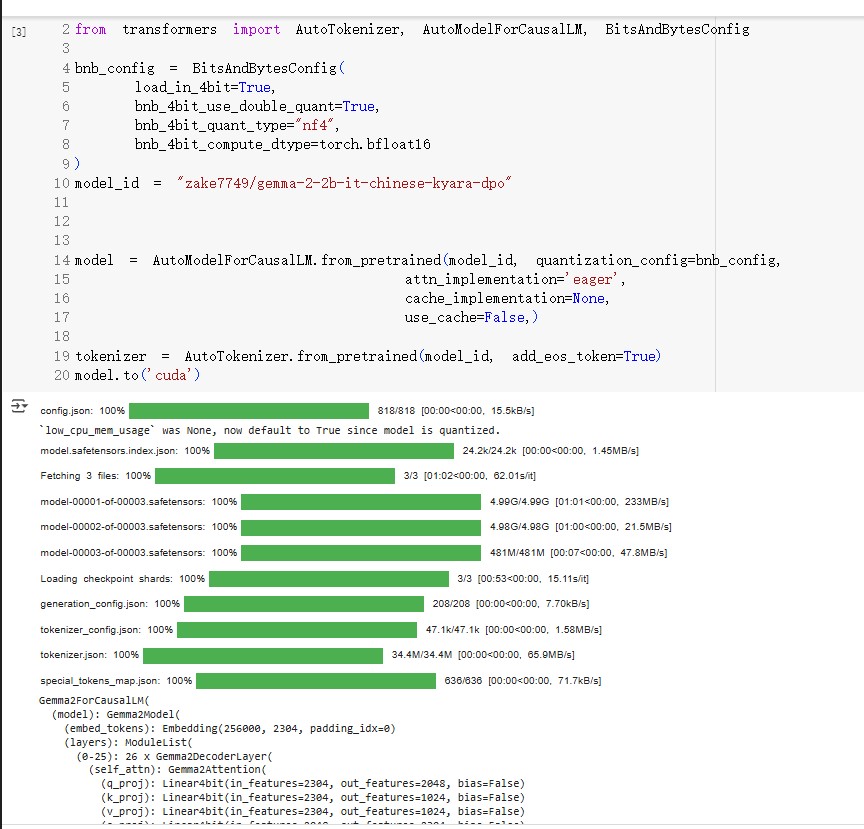 [3]
2 from transformers import AutoTokenizer, AutoModelForCausalLM, BitsAndBytesConfig
3
4 bnb_config = BitsAndBytesConfig(
5 load_in_4bit=True,
6 bnb_4bit_use_double_quant=True,
7 bnb_4bit_quant_type="nf4",
8 bnb_4bit_compute_dtype=torch.bfloat16
9 )
10 model_id = "zake7749/gemma-2-2b-it-chinese-kyara-dpo"
11
12
13
14 model = AutoModelForCausalLM.from_pretrained(model_id, quantization_config=bnb_config,
15 attn_implementation='eager',
16 cache_implementation=None,
17 use_cache=False,)
18
19 tokenizer = AutoTokenizer.from_pretrained(model_id, add_eos_token=True)
20 model.to('cuda')
config.json: 100% 818/818 [00:00<00:00, 15.5kB/s]
`low_cpu_mem_usage` was None, now default to True since model is quantized.
model.safetensors.index.json: 100% 24.2k/24.2k [00:00<00:00, 1.45MB/s]
Fetching 3 files: 100% 3/3 [01:02<00:00, 62.01s/it]
model-00001-of-00003.safetensors: 100% 4.99G/4.99G [01:01<00:00, 233MB/s]
model-00002-of-00003.safetensors: 100% 4.98G/4.98G [01:00<00:00, 21.5MB/s]
model-00003-of-00003.safetensors: 100% 481M/481M [00:07<00:00, 47.8MB/s]
Loading checkpoint shards: 100% 3/3 [00:53<00:00, 15.11s/it]
generation_config.json: 100% 208/208 [00:00<00:00, 7.70kB/s]
tokenizer_config.json: 100% 47.1k/47.1k [00:00<00:00, 1.58MB/s]
tokenizer.json: 100% 34.4M/34.4M [00:00<00:00, 65.9MB/s]
special_tokens_map.json: 100% 636/636 [00:00<00:00, 71.7kB/s]
Gemma2ForCausalLM(
(model): Gemma2Model(
(embed_tokens): Embedding(256000, 2304, padding_idx=0)
(layers): ModuleList(
(0-25): 26 x Gemma2DecoderLayer(
(self_attn): Gemma2Attention(
(q_proj): Linear4bit(in_features=2304, out_features=2048, bias=False)
(k_proj): Linear4bit(in_features=2304, out_features=1024, bias=False)
(v_proj): Linear4bit(in_features=2304, out_features=1024, bias=False)